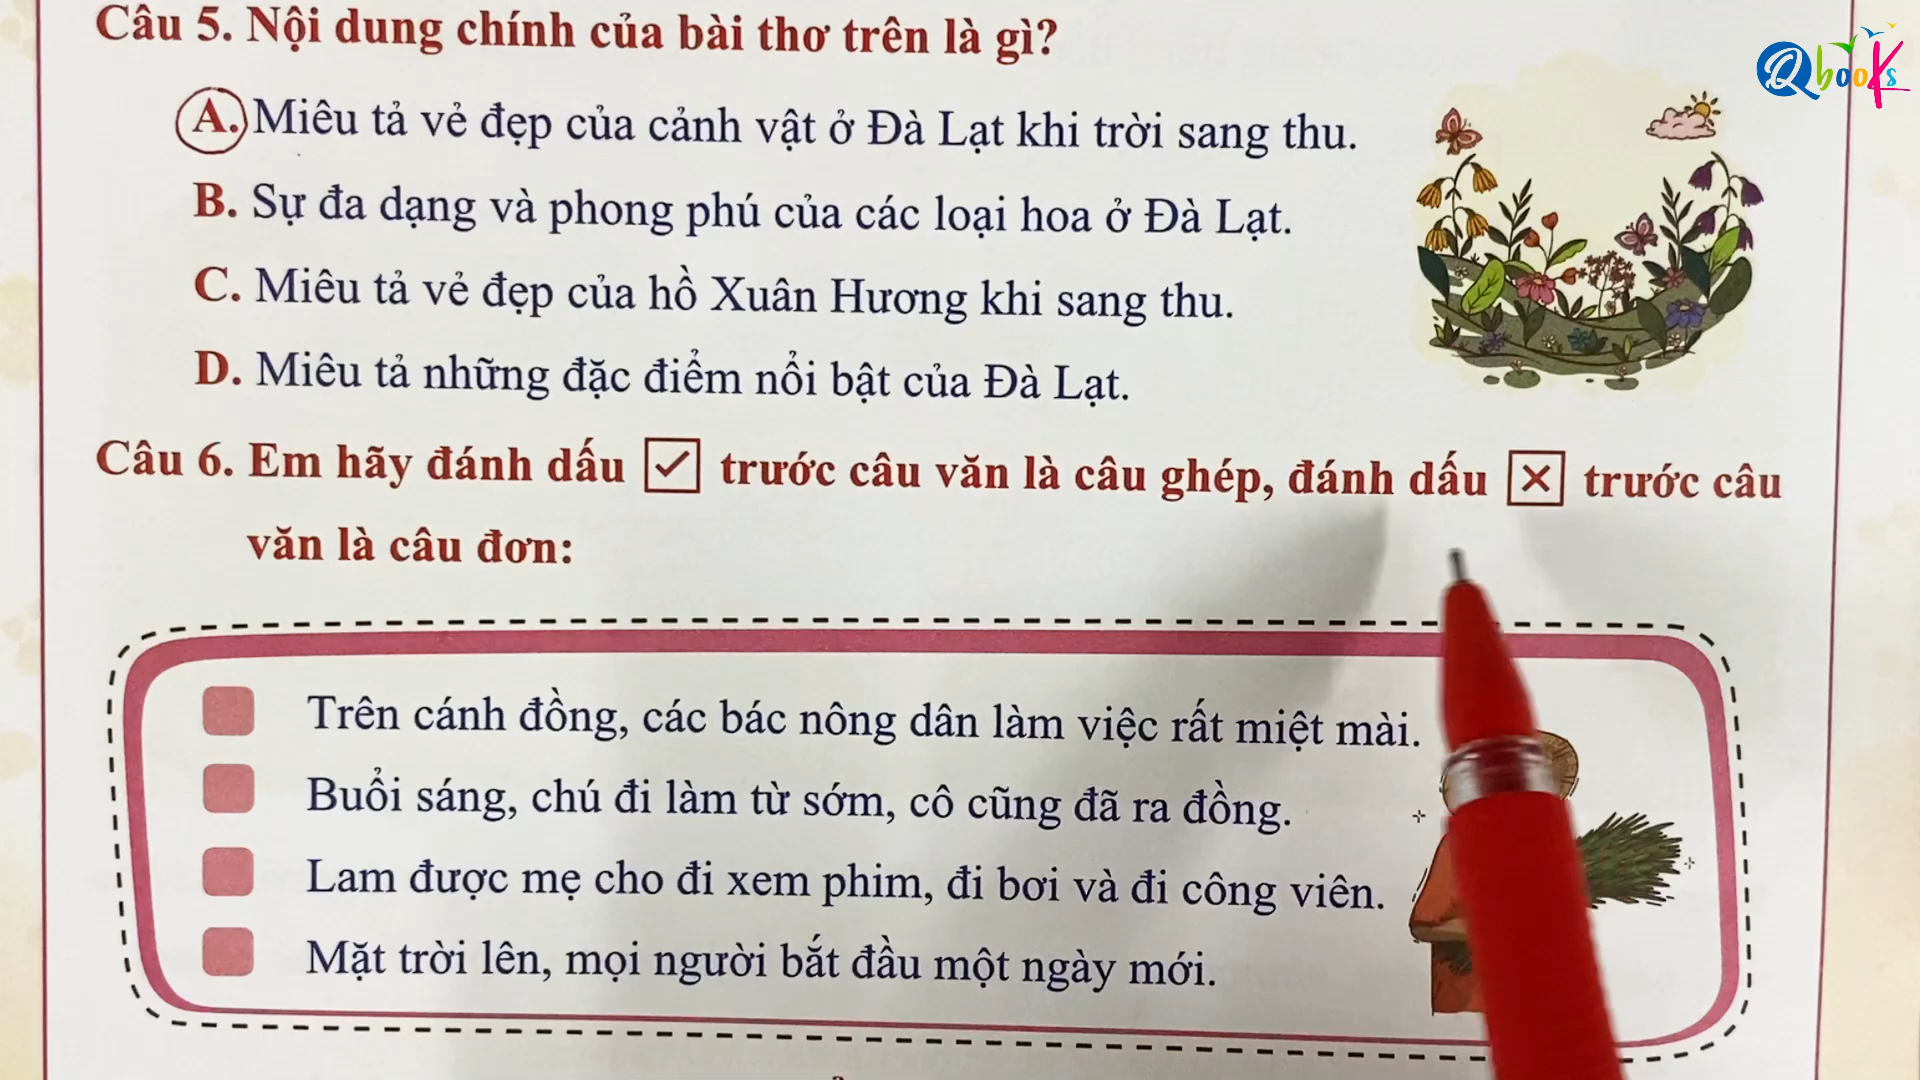 Câu 5. Nội dung chính của bài thơ trên là gì?
Qbooks
A. Miêu tả vẻ đẹp của cảnh vật ở Đà Lạt khi trời sang thu.
B. Sự đa dạng và phong phú của các loại hoa ở Đà Lạt.
C. Miêu tả vẻ đẹp của hồ Xuân Hương khi sang thu.
D. Miêu tả những đặc điểm nổi bật của Đà Lạt.
Câu 6. Em hãy đánh dấu ✓ trước câu văn là câu ghép, đánh dấu ✕ trước câu
văn là câu đơn:
Trên cánh đồng, các bác nông dân làm việc rất miệt mài.
Buổi sáng, chú đi làm từ sớm, cô cũng đã ra đồng.
Lam được mẹ cho đi xem phim, đi bơi và đi công viên.
Mặt trời lên, mọi người bắt đầu một ngày mới.